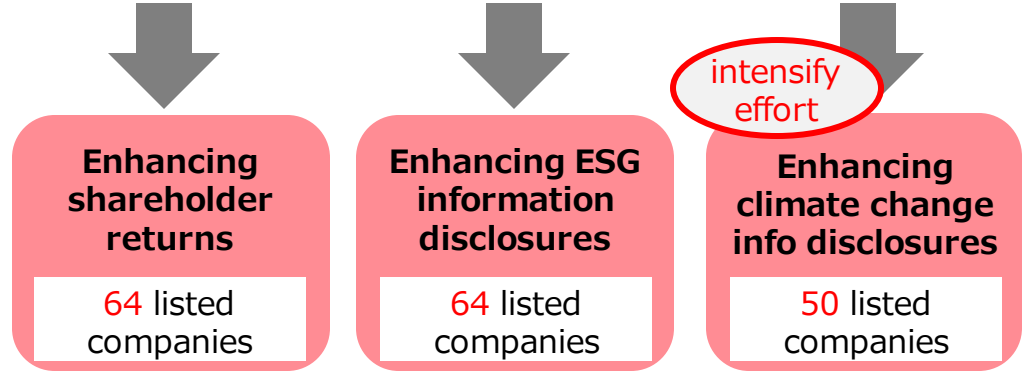 Enhancing
shareholder
returns
64 listed
companies
Enhancing ESG
information
disclosures
64 listed
companies
intensify
effort
Enhancing
climate change
info disclosures
50 listed
companies